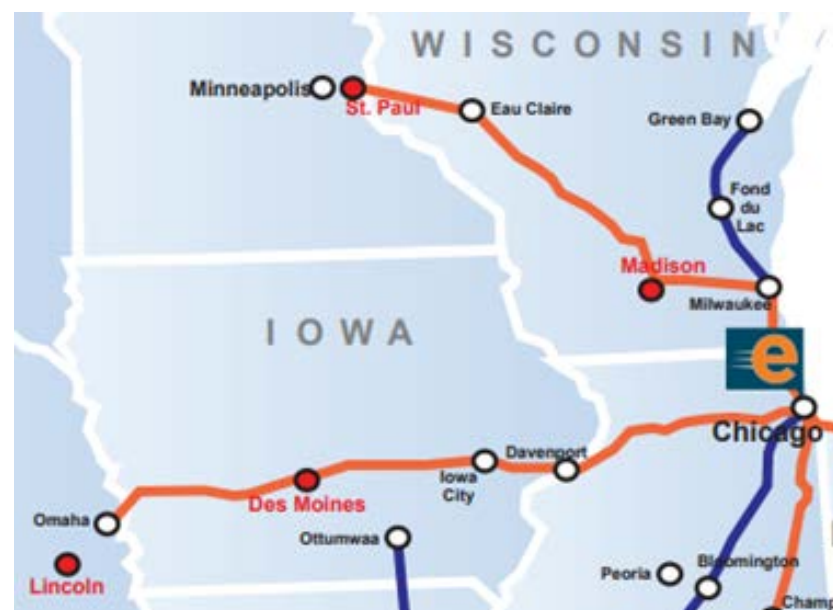 WISCONSIN
Minneapolis
St. Paul
Eau Claire
Green Bay
Fond
du
Lac
Madison
Milwaukee
IOWA
e
Chicago
Davenport
Iowa
City
Des Moines
Omaha
Ottumwaa
Lincoln
Peoria
Bloomington
Champ